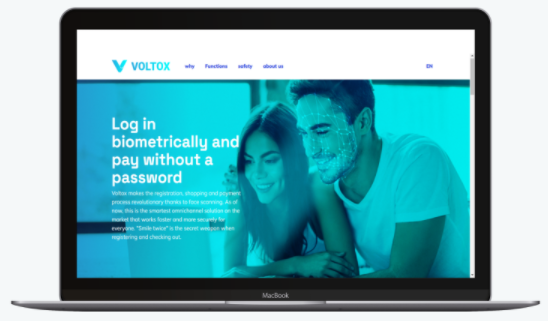 VOLTOX
why Functions safety about us EN
Log in
biometrically and
pay without a
password
Voltox makes the registration, shopping and payment
process revolutionary thanks to face scanning. As of
now, this is the smartest omnichannel solution on the
market that works faster and more securely for
everyone. "Smile twice" is the secret weapon when
registering and checking out.
MacBook